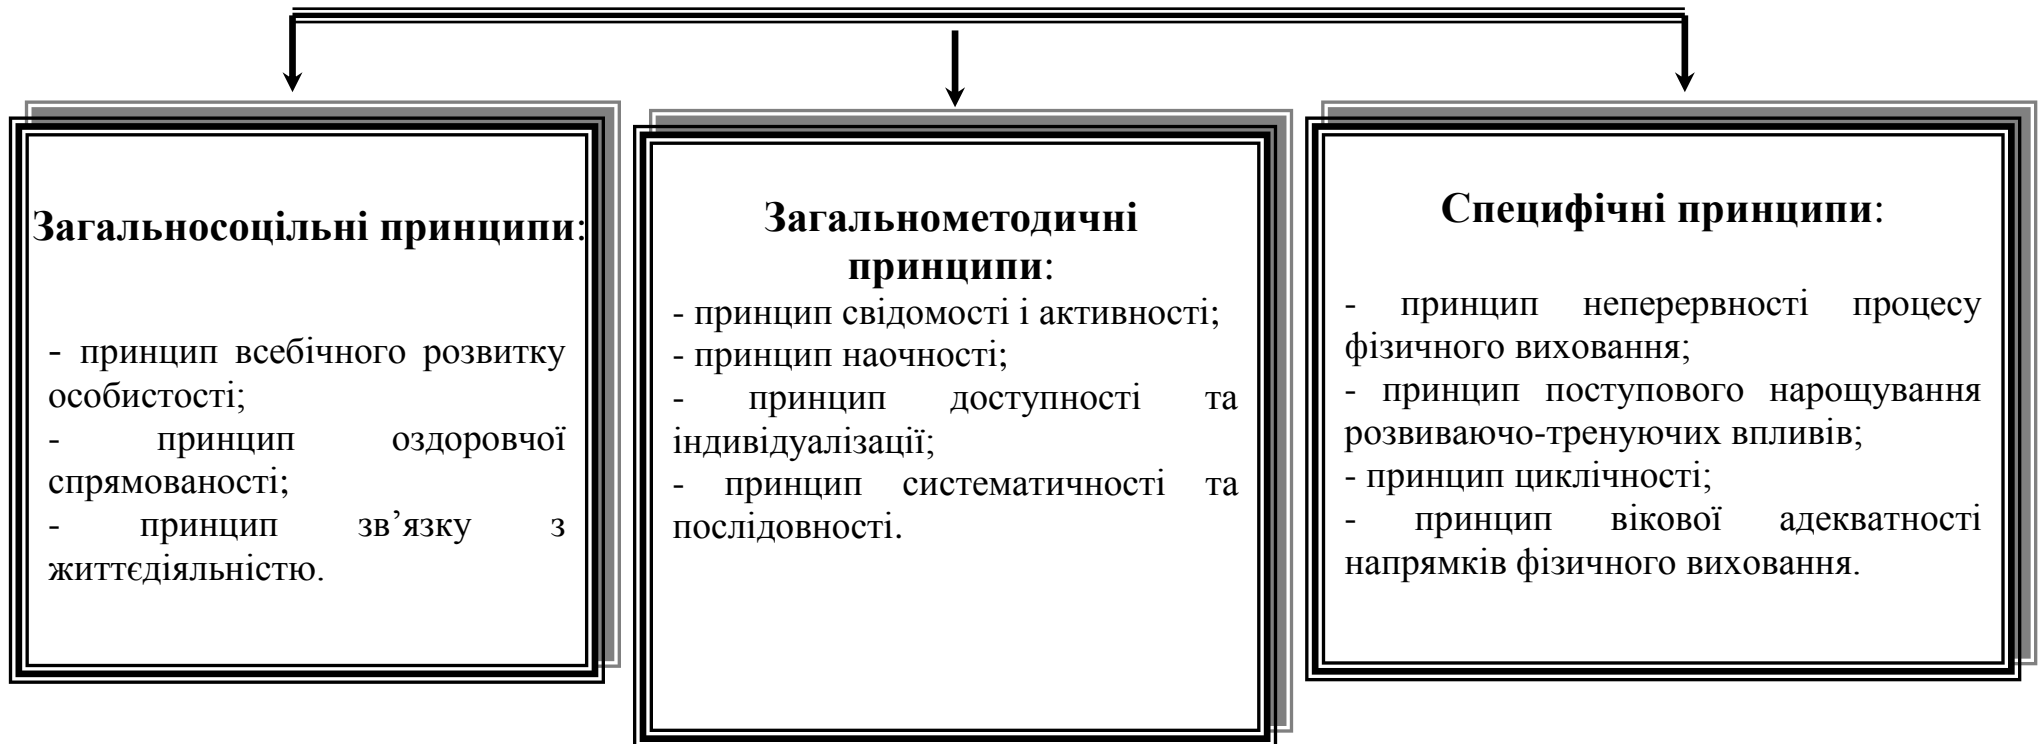 Загальносоцільні принципи:
- принцип всебічного розвитку
особистості;
- принцип оздоровчої
спрямованості;
- принцип зв’язку з
життєдіяльністю.
Загальнометодичні
принципи:
- принцип свідомості і активності;
- принцип наочності;
- принцип доступності та
індивідуалізації;
- принцип систематичності та
послідовності.
Специфічні принципи:
- принцип неперервності процесу
фізичного виховання;
- принцип поступового нарощування
розвиваючо-тренуючих впливів;
- принцип циклічності;
- принцип вікової адекватності
напрямків фізичного виховання.